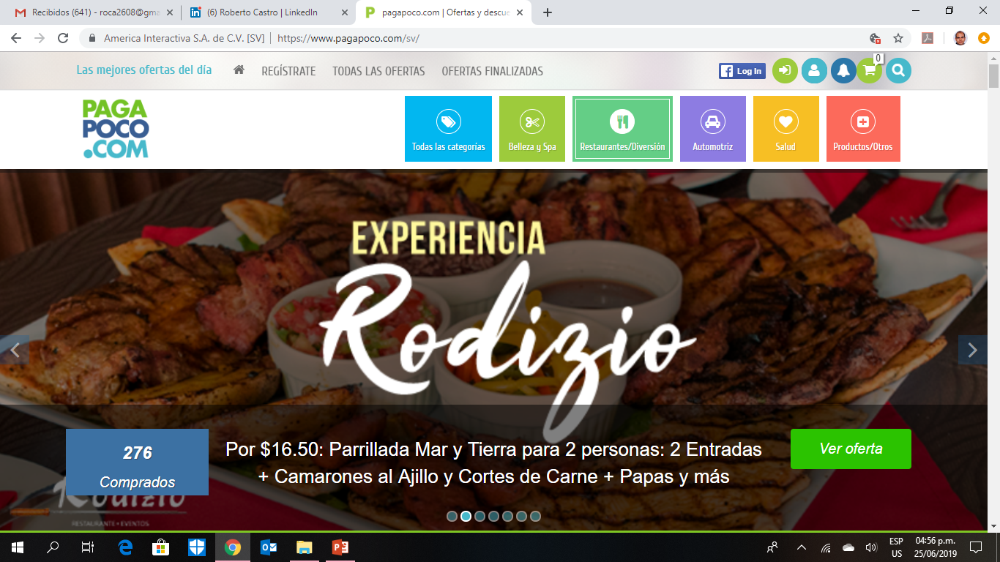 Recibidos (641) - roca2608@gma
(6) Roberto Castro | LinkedIn
pagapoco.com | Ofertas y descue
America Interactiva S.A. de C.V. [SV]
https://www.pagapoco.com/sv/
Las mejores ofertas del día
REGÍSTRATE
TODAS LAS OFERTAS
OFERTAS FINALIZADAS
Log In
0
PAGA
POCO
.COM
Todas las categorías
Belleza y Spa
Restaurantes/Diversión
Automotriz
Salud
Productos/Otros
EXPERIENCIA
Rodizio
276
Comprados
Por $16.50: Parrillada Mar y Tierra para 2 personas: 2 Entradas
+ Camarones al Ajillo y Cortes de Carne + Papas y más
Ver oferta
Rodizio
RESTAURANTE • EVENTOS
ESP
US
04:56 p.m.
25/06/2019